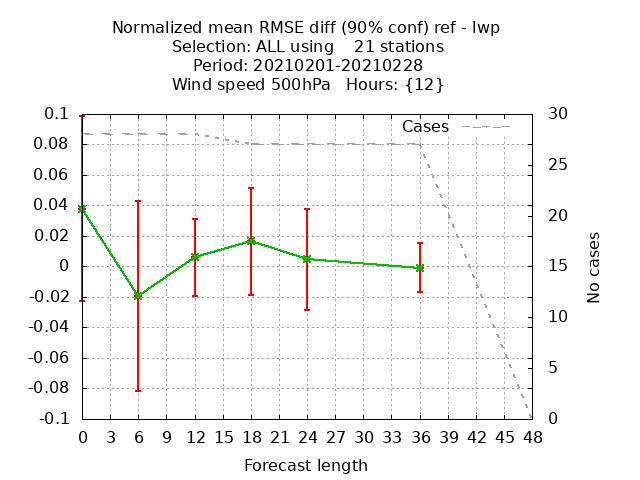 Normalized mean RMSE diff (90% conf) ref - lwp
Selection: ALL using    21 stations
Period: 20210201-20210228
Wind speed 500hPa   Hours: {12}
Cases
0.1
0.08
0.06
0.04
0.02
0
-0.02
-0.04
-0.06
-0.08
-0.1
30
25
20
15
10
5
0
No cases
0 3 6 9 12 15 18 21 24 27 30 33 36 39 42 45 48
Forecast length